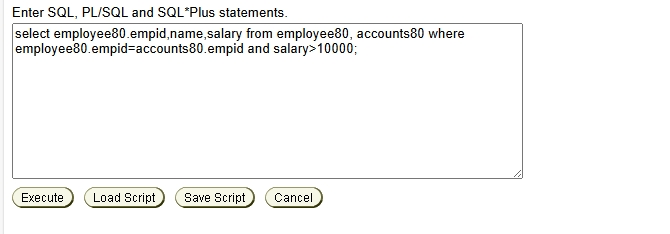 Enter SQL, PL/SQL and SQL*Plus statements.
select employee80.empid,name,salary from employee80, accounts80 where
employee80.empid=accounts80.empid and salary>10000;
Execute Load Script Save Script Cancel